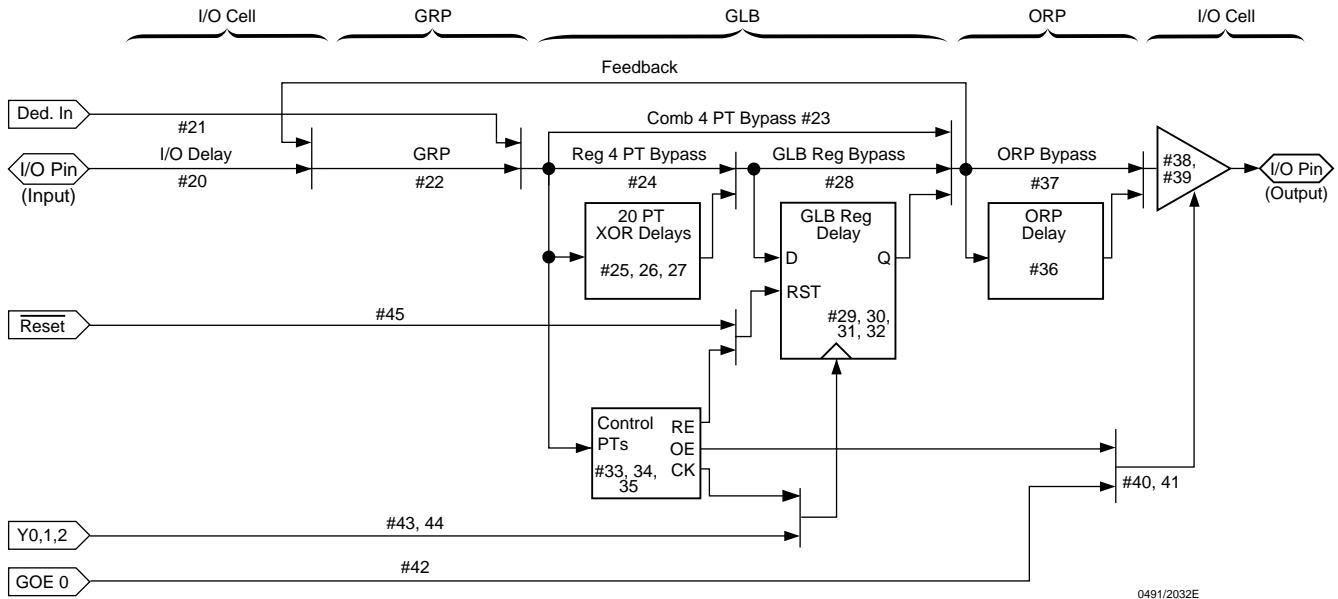 I/O Cell
GRP
GLB
ORP
I/O Cell
Feedback
Ded. In
#21
Comb 4 PT Bypass #23
I/O Pin
(Input)
I/O Delay
#20
GRP
#22
Reg 4 PT Bypass
#24
GLB Reg Bypass
#28
ORP Bypass
#37
#38,
#39
I/O Pin
(Output)
20 PT
XOR Delays
#25, 26, 27
GLB Reg
Delay
D
Q
RST
#29, 30,
31, 32
ORP
Delay
#36
Reset
#45
Control
PTs
#33, 34,
35
RE
OE
CK
#40, 41
Y0,1,2
#43, 44
GOE 0
#42
0491/2032E